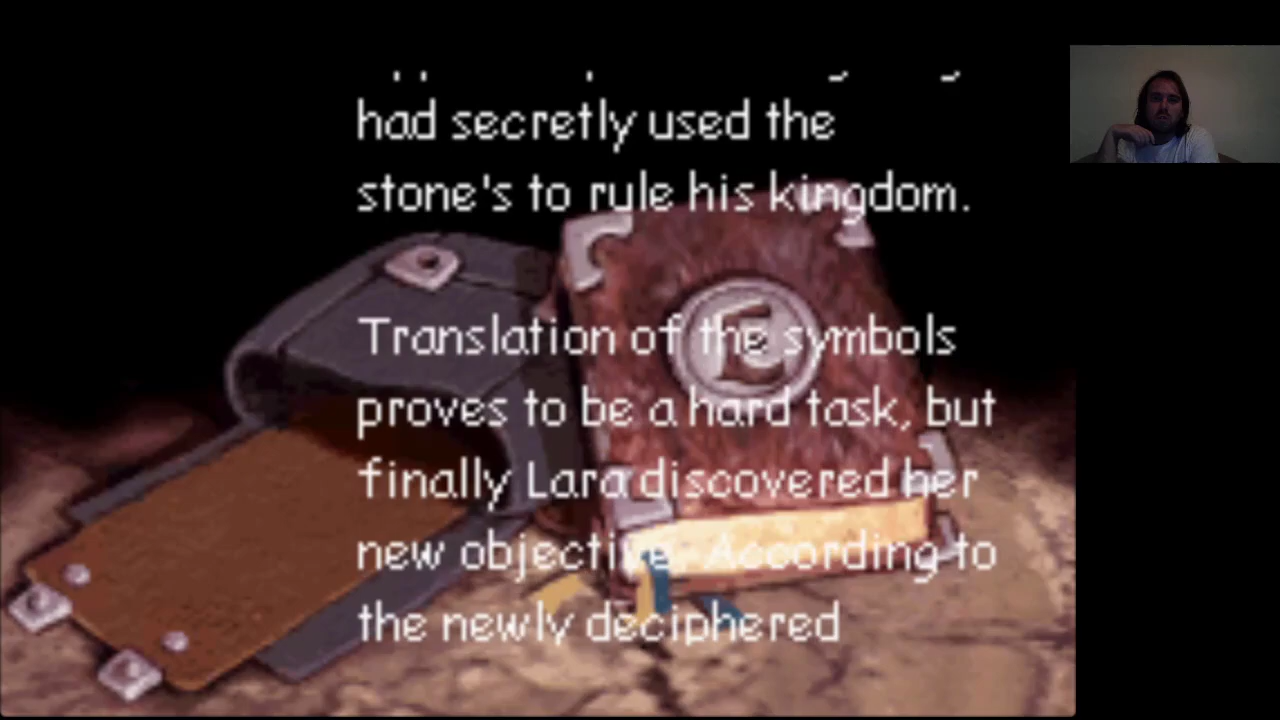 had secretly used the
stone's to rule his kingdom.
Translation of the symbols
proves to be a hard task, but
finally Lara discovered her
new objective. According to
the newly deciphered